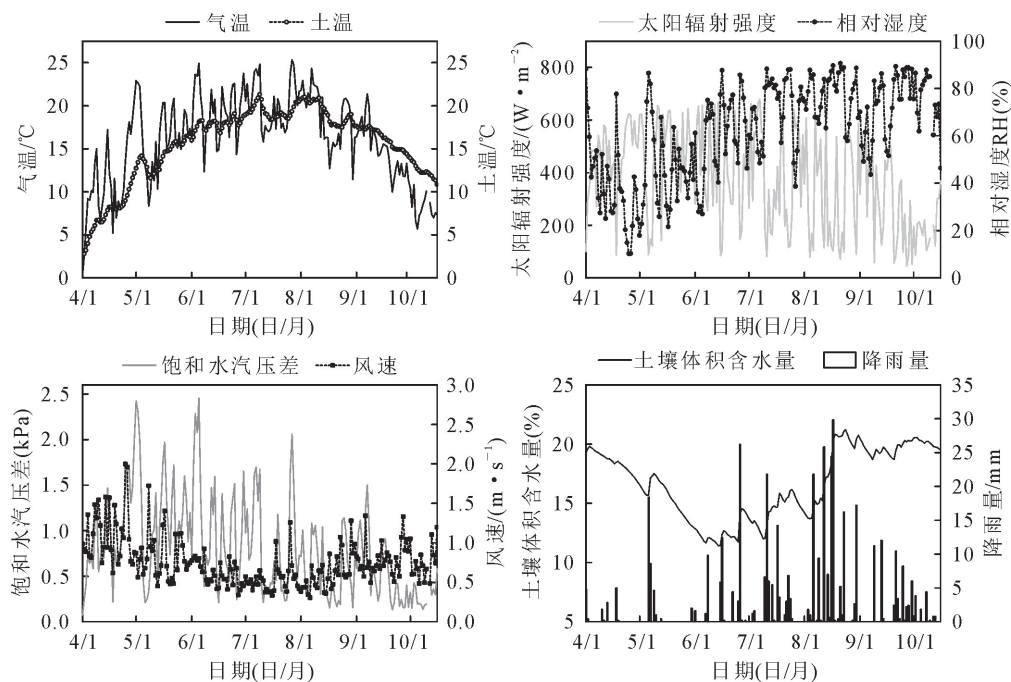 气温 土温
气温/℃
25
20
15
10
5
0
土温/℃
25
20
15
10
5
0
4/1 5/1 6/1 7/1 8/1 9/1 10/1
日期(日/月)
太阳辐射强度 相对湿度
太阳辐射强度/(W·m⁻²)
800
600
400
200
0
相对湿度RH(%)
100
80
60
40
20
0
4/1 5/1 6/1 7/1 8/1 9/1 10/1
日期(日/月)
饱和水汽压差 风速
饱和水汽压差(kPa)
2.5
2.0
1.5
1.0
0.5
0.0
风速/(m·s⁻¹)
3.0
2.5
2.0
1.5
1.0
0.5
0.0
4/1 5/1 6/1 7/1 8/1 9/1 10/1
日期(日/月)
土壤体积含水量 降雨量
土壤体积含水量(%)
25
20
15
10
5
降雨量/mm
35
30
25
20
15
10
5
0
4/1 5/1 6/1 7/1 8/1 9/1 10/1
日期(日/月)